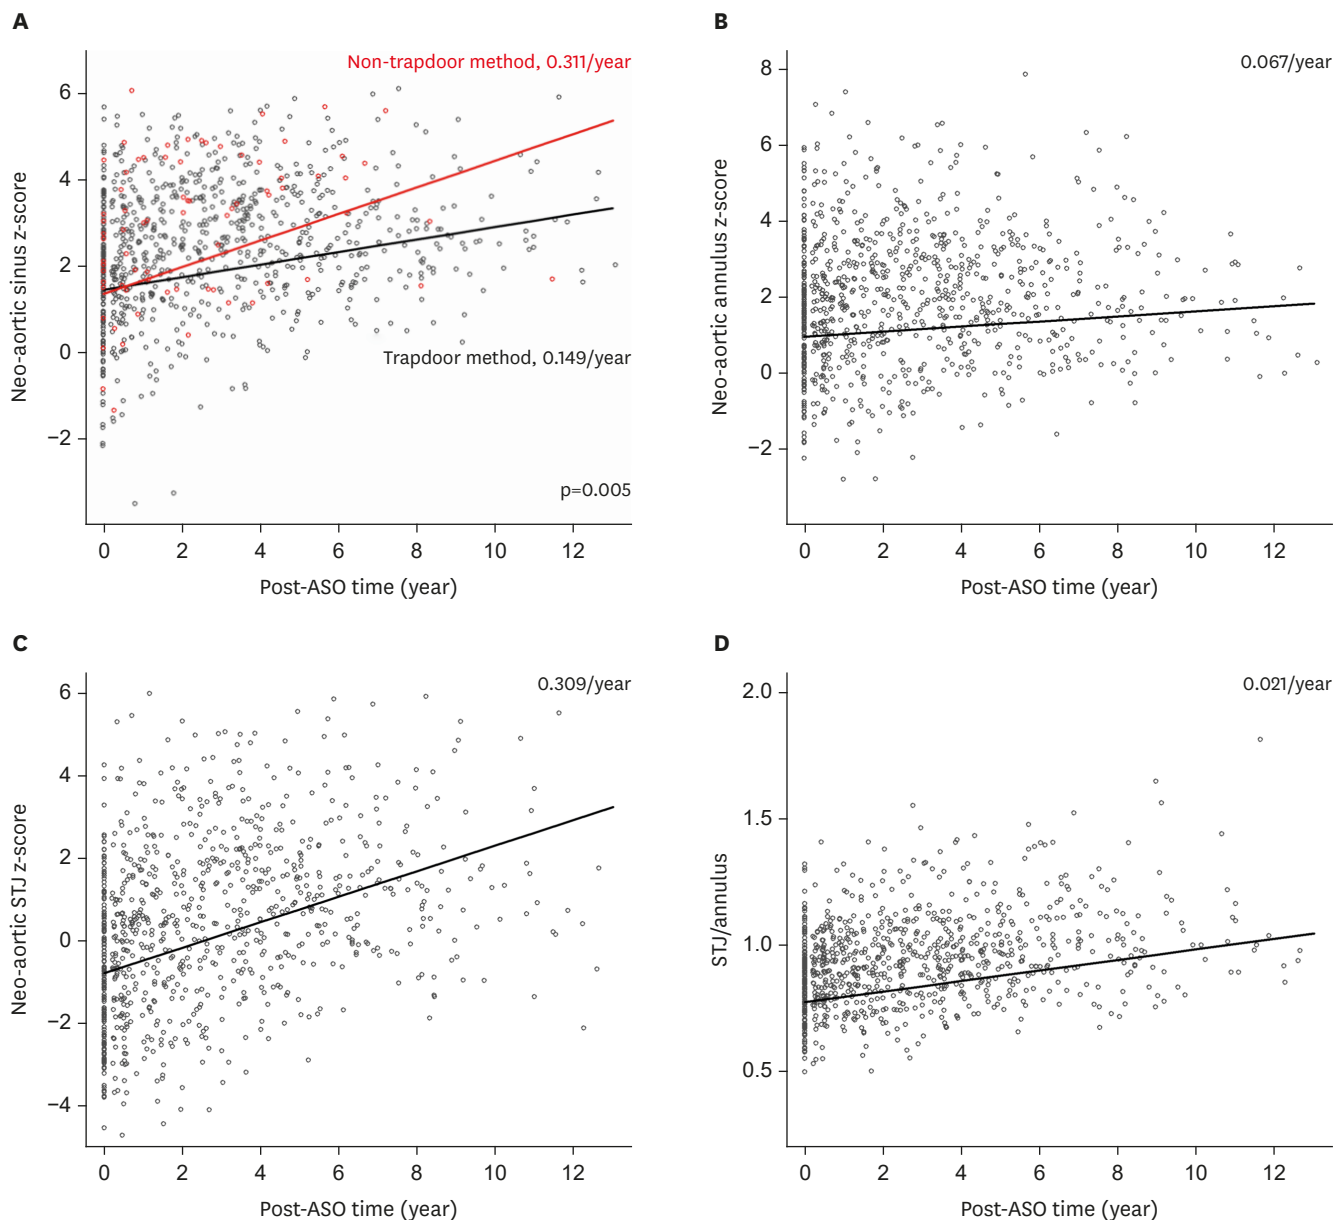 A
Non-trapdoor method, 0.311/year
Neo-aortic sinus z-score
6
4
2
0
−2
Trapdoor method, 0.149/year
p=0.005
0 2 4 6 8 10 12
Post-ASO time (year)
B
0.067/year
Neo-aortic annulus z-score
8
6
4
2
0
−2
0 2 4 6 8 10 12
Post-ASO time (year)
C
0.309/year
Neo-aortic STJ z-score
6
4
2
0
−2
−4
0 2 4 6 8 10 12
Post-ASO time (year)
D
0.021/year
STJ/annulus
2.0
1.5
1.0
0.5
0 2 4 6 8 10 12
Post-ASO time (year)